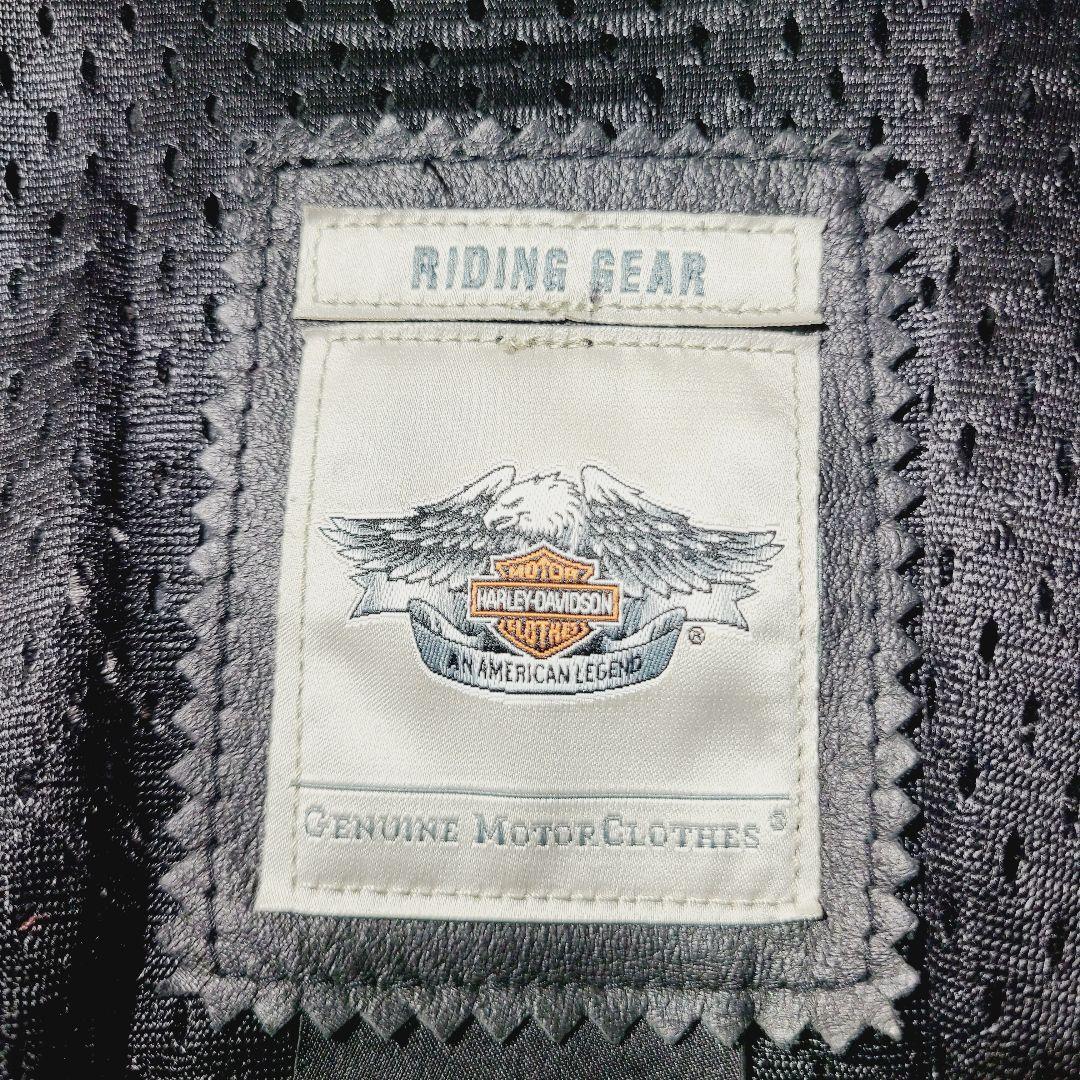 RIDING GEAR
MOTOR
HARLEY-DAVIDSON
CLOTHES
®
AN AMERICAN LEGEND
GENUINE MOTORCLOTHES ®